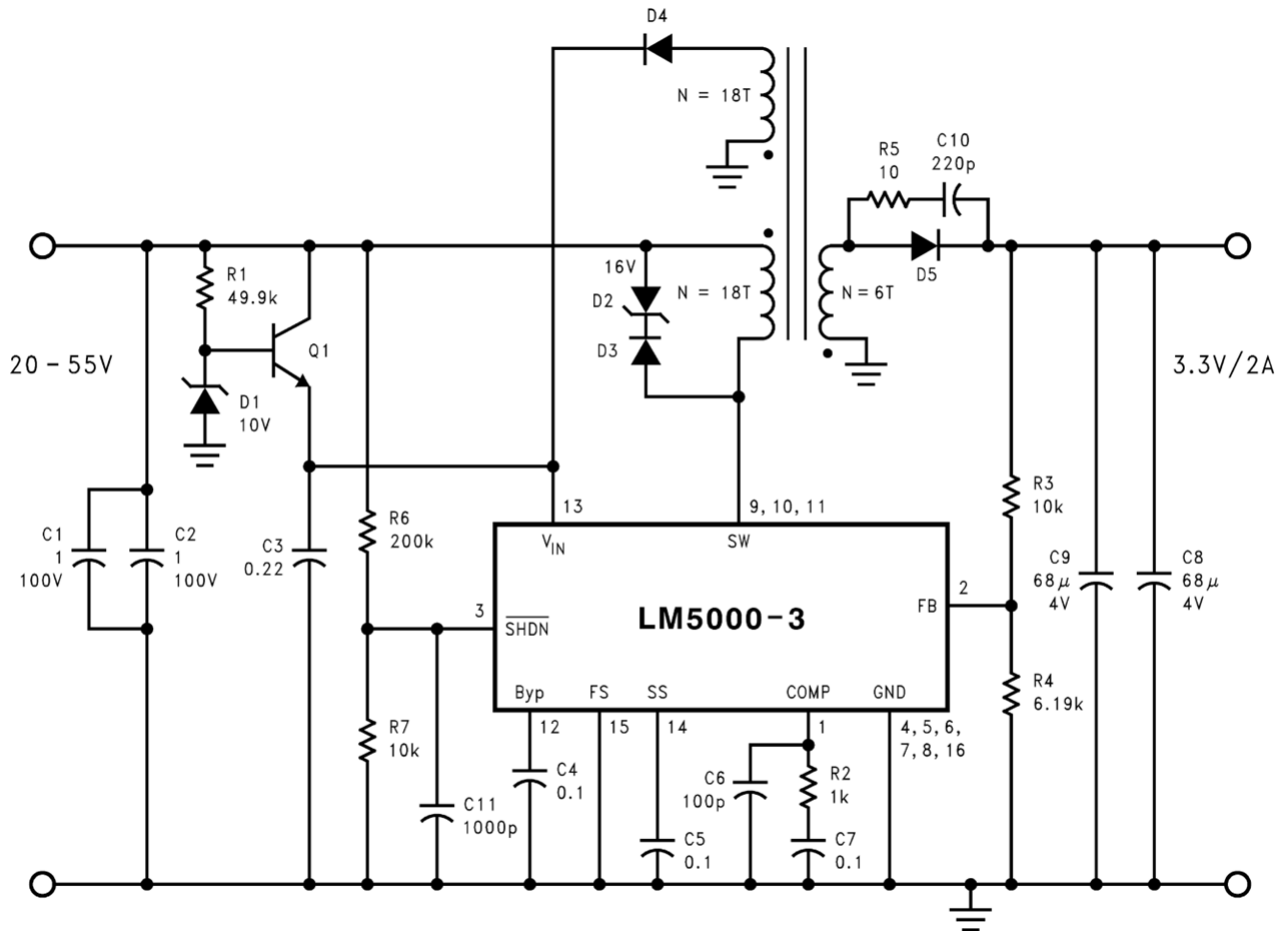 D4
N = 18T
R5
10
C10
220p
R1
49.9k
16V
D2
D3
N = 18T
N = 6T
D5
20 - 55V
Q1
D1
10V
3.3V/2A
C1
1
100V
C2
1
100V
C3
0.22
R6
200k
13
9, 10, 11
VIN
SW
R3
10k
C9
68μ
4V
C8
68μ
4V
3
SHDN
LM5000-3
FB
2
Byp
FS
SS
COMP
GND
12
15
14
1
4, 5, 6,
7, 8, 16
R4
6.19k
R7
10k
C4
0.1
C6
100p
R2
1k
C11
1000p
C5
0.1
C7
0.1